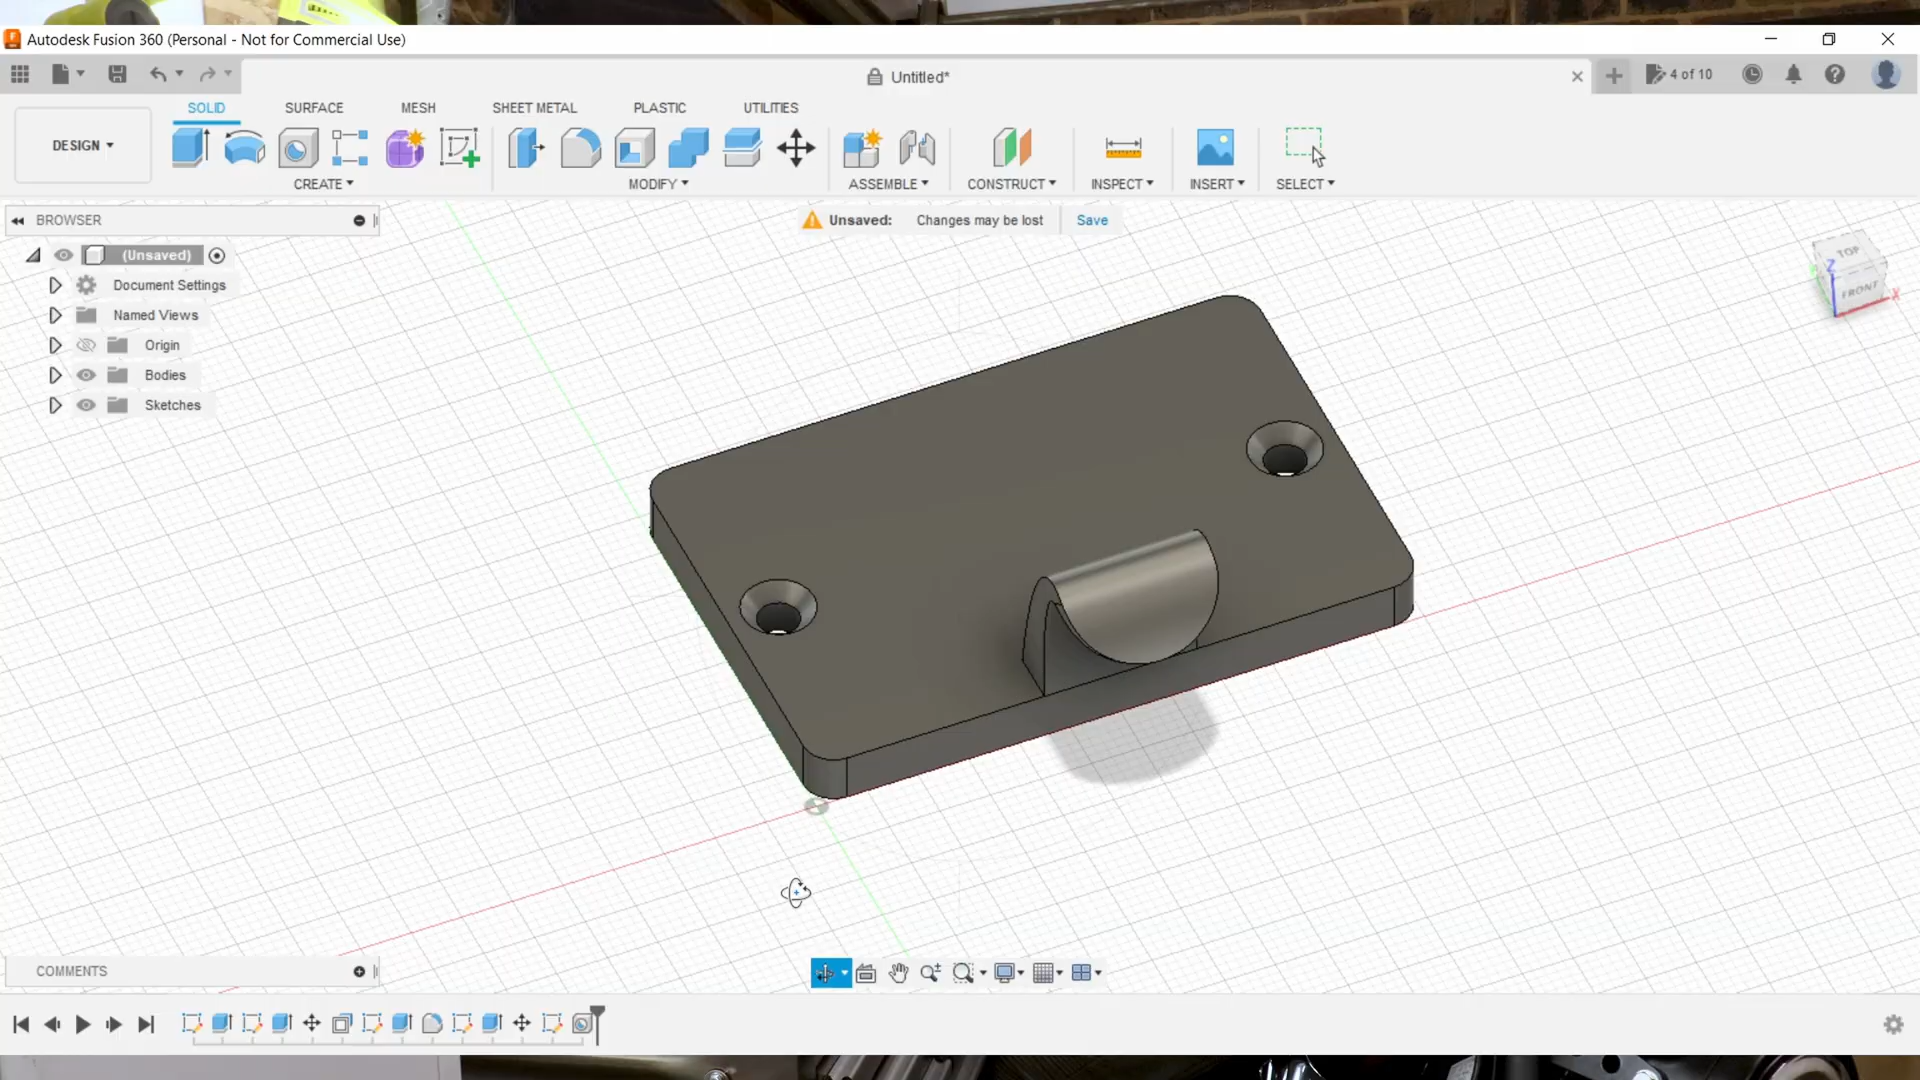 Autodesk Fusion 360 (Personal - Not for Commercial Use)
Untitled*
4 of 10
SOLID
SURFACE
MESH
SHEET METAL
PLASTIC
UTILITIES
DESIGN
CREATE
MODIFY
ASSEMBLE
CONSTRUCT
INSPECT
INSERT
SELECT
BROWSER
Unsaved: Changes may be lost
Save
(Unsaved)
Document Settings
Named Views
Origin
Bodies
Sketches
TOP
Z
FRONT
X
COMMENTS